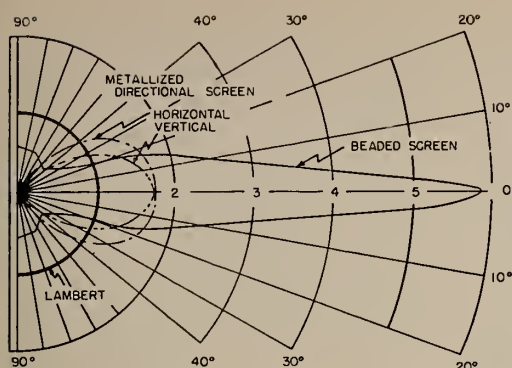 90° 40° 30° 20°
METALLIZED
DIRECTIONAL SCREEN
HORIZONTAL
VERTICAL
10°
BEADED SCREEN
2 3 4 5 0
LAMBERT
10°
90° 40° 30° 20°